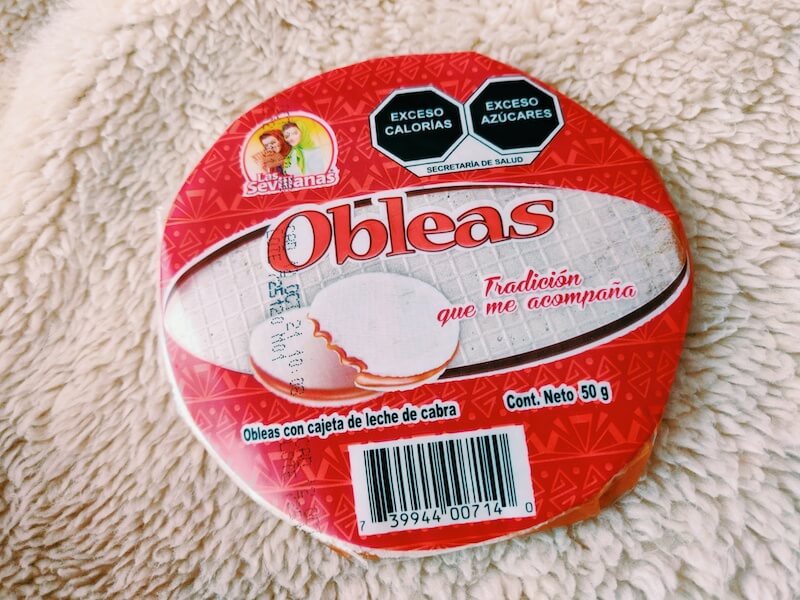 EXCESO
CALORÍAS
EXCESO
AZÚCARES
SECRETARÍA DE SALUD
Las
Sevillanas
Obleas
Tradición
que me acompaña
Obleas con cajeta de leche de cabra
Cont. Neto 50 g
7 39944 00714 0